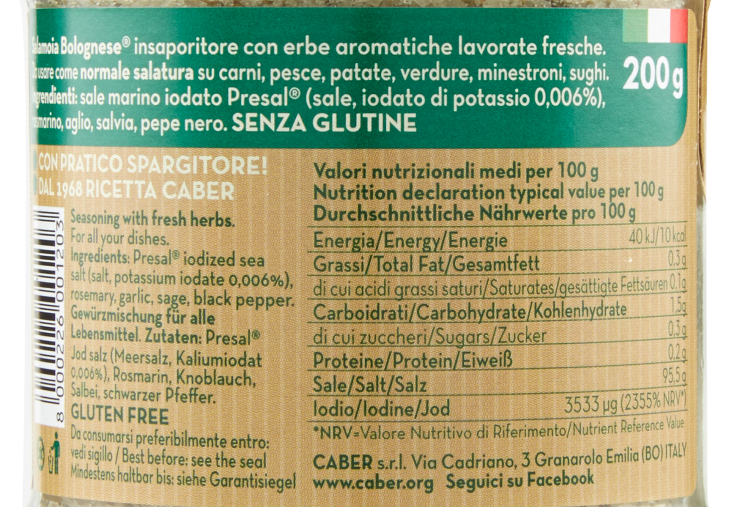 Bolognese® insaporitore con erbe aromatiche lavorate fresche.
usare come normale salatura su carni, pesce, patate, verdure, minestroni, sughi.
200g
sale marino iodato Presal® (sale, iodato di potassio 0,006%),
aglio, salvia, pepe nero. SENZA GLUTINE
CON PRATICO SPARGITORE!
DAL 1968 RICETTA CABER
Seasoning with fresh herbs.
For all your dishes.
Ingredients: Presal® iodized sea
salt (salt, potassium iodate 0,006%),
rosemary, garlic, sage, black pepper.
Gewürzmischung für alle
Lebensmittel. Zutaten: Presal®
Jod salz (Meersalz, Kaliumiodat
0,006%), Rosmarin, Knoblauch,
Salbei, schwarzer Pfeffer.
GLUTEN FREE
Da consumarsi preferibilmente entro:
vedi sigillo / Best before: see the seal
Mindestens haltbar bis: siehe Garantisiegel
8 000226 001203
Valori nutrizionali medi per 100 g
Nutrition declaration typical value per 100 g
Durchschnittliche Nährwerte pro 100 g
Energia/Energy/Energie 40 kJ/10 kcal
Grassi/Total Fat/Gesamtfett 0,3g
di cui acidi grassi saturi/Saturates/gesättigte Fettsäuren 0,1g
Carboidrati/Carbohydrate/Kohlenhydrate 1,5g
di cui zuccheri/Sugars/Zucker 0,3g
Proteine/Protein/Eiweiß 0,2g
Sale/Salt/Salz 95,5g
Iodio/Iodine/Jod 3533 µg (2355% NRV*)
*NRV=Valore Nutritivo di Riferimento/Nutrient Reference Value
CABER s.r.l. Via Cadriano, 3 Granarolo Emilia (BO) ITALY
www.caber.org Seguici su Facebook